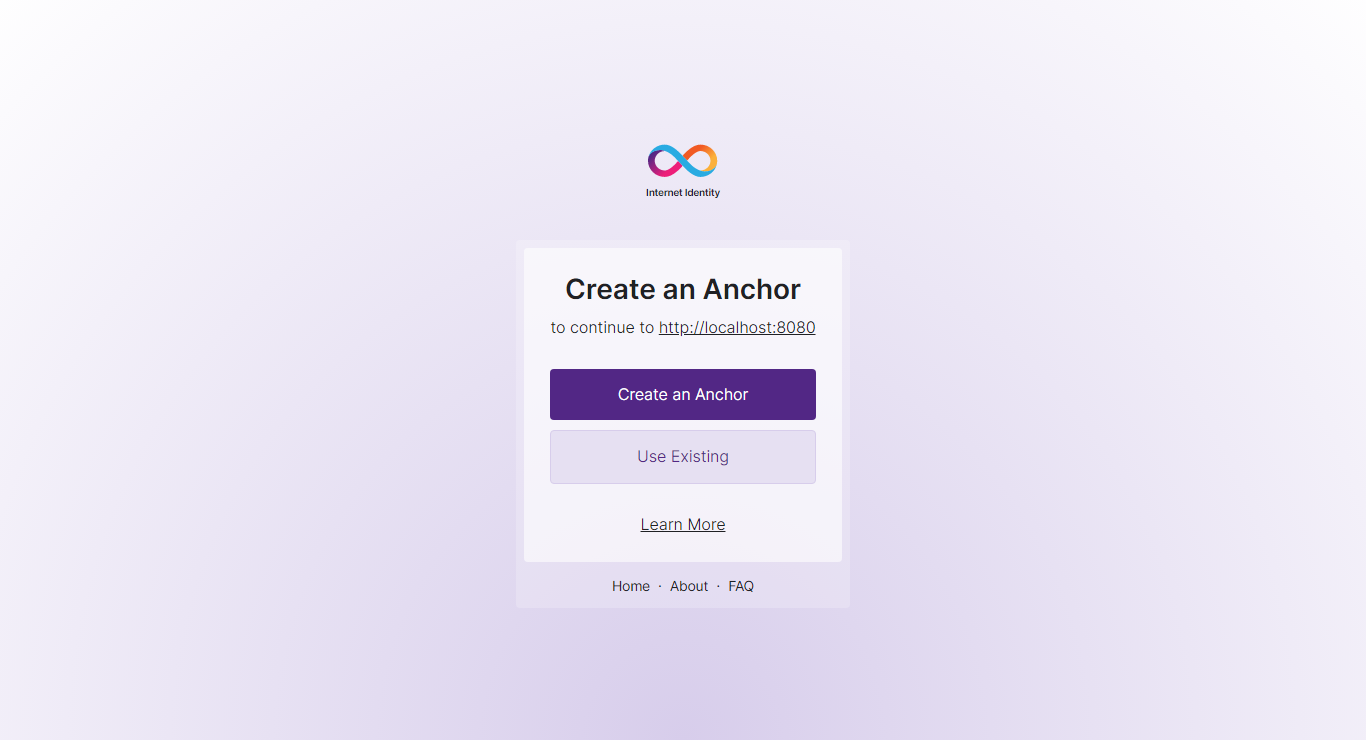 Internet Identity
Create an Anchor
to continue to http://localhost:8080
Create an Anchor
Use Existing
Learn More
Home · About · FAQ